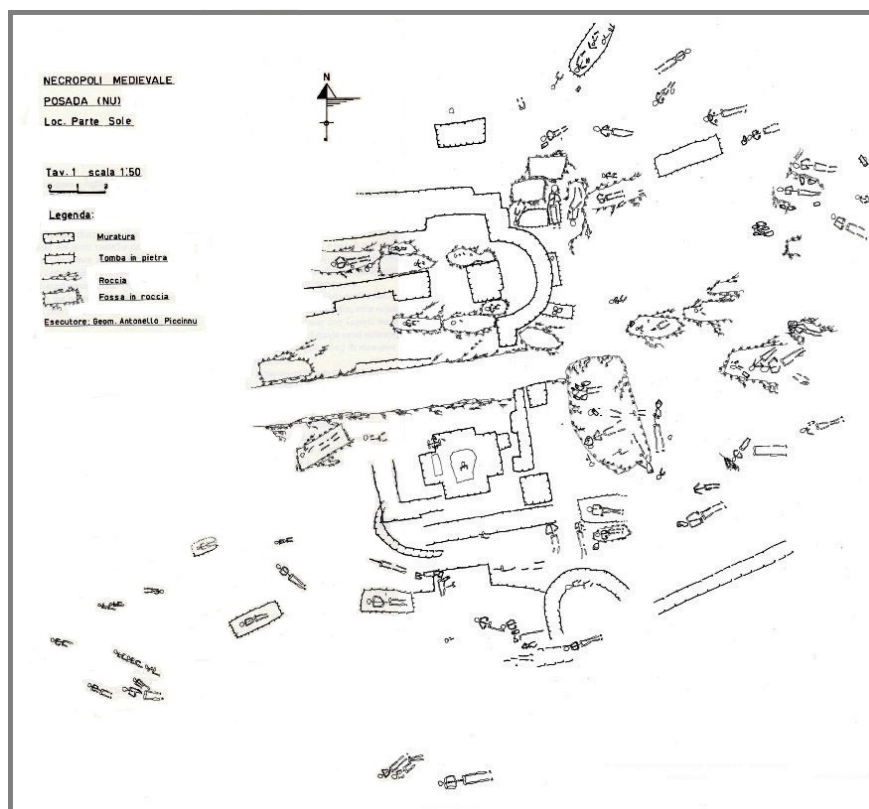 NECROPOLI MEDIEVALE
POSADA (NU)
Loc. Parte Sole
N
Tav. 1 scala 1:50
0 1 2
Legenda:
Muratura
Tomba in pietra
Roccia
Fossa in roccia
Esecutore: Geom. Antonello Piccinnu
A